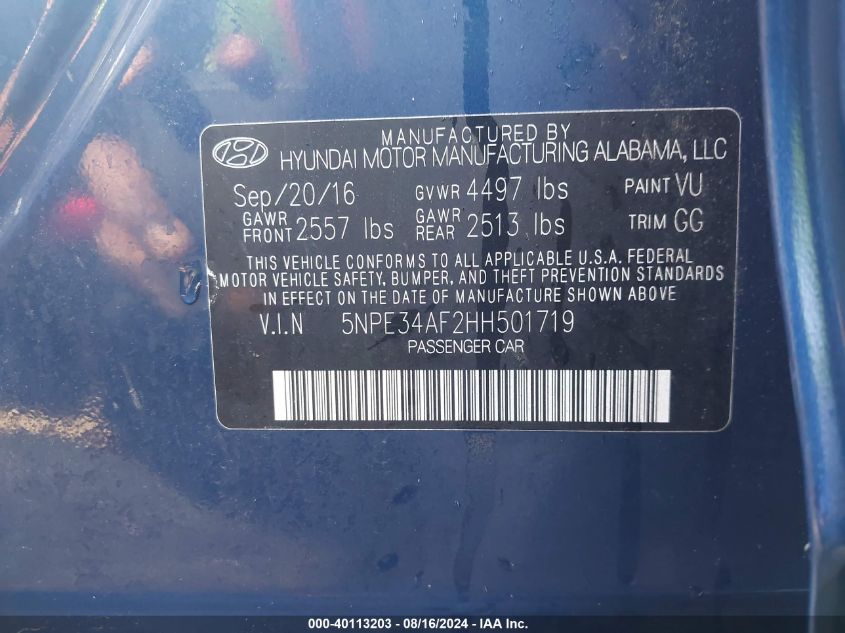 MANUFACTURED BY
HYUNDAI MOTOR MANUFACTURING ALABAMA, LLC
Sep/20/16 GVWR 4497 lbs PAINT VU
GAWR FRONT 2557 lbs GAWR REAR 2513 lbs TRIM GG
THIS VEHICLE CONFORMS TO ALL APPLICABLE U.S.A. FEDERAL
MOTOR VEHICLE SAFETY, BUMPER, AND THEFT PREVENTION STANDARDS
IN EFFECT ON THE DATE OF MANUFACTURING SHOWN ABOVE
V.I.N 5NPE34AF2HH501719
PASSENGER CAR
000-40113203 - 08/16/2024 - IAA Inc.